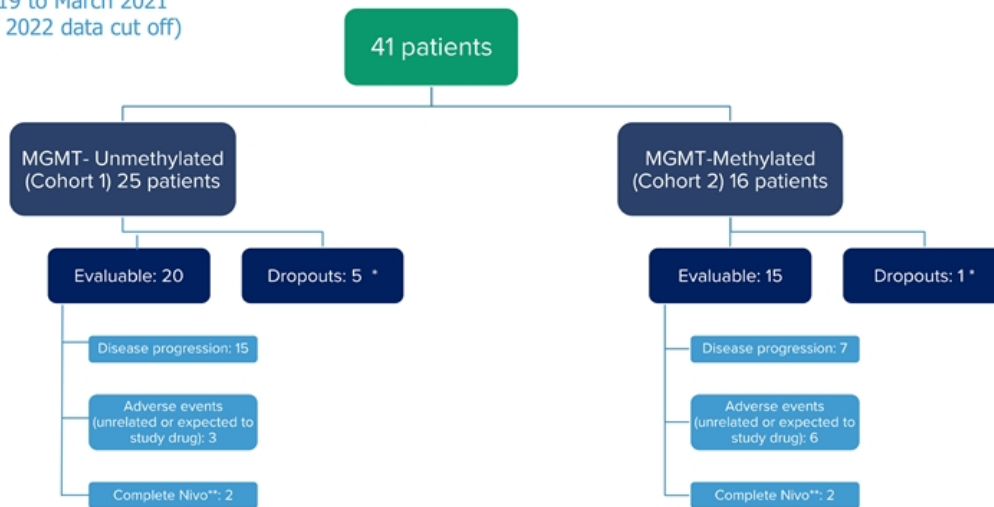 19 to March 2021
2022 data cut off)
41 patients
MGMT- Unmethylated
(Cohort 1) 25 patients
MGMT-Methylated
(Cohort 2) 16 patients
Evaluable: 20
Dropouts: 5 *
Evaluable: 15
Dropouts: 1 *
Disease progression: 15
Adverse events
(unrelated or expected to
study drug): 3
Complete Nivo**: 2
Disease progression: 7
Adverse events
(unrelated or expected to
study drug): 6
Complete Nivo**: 2